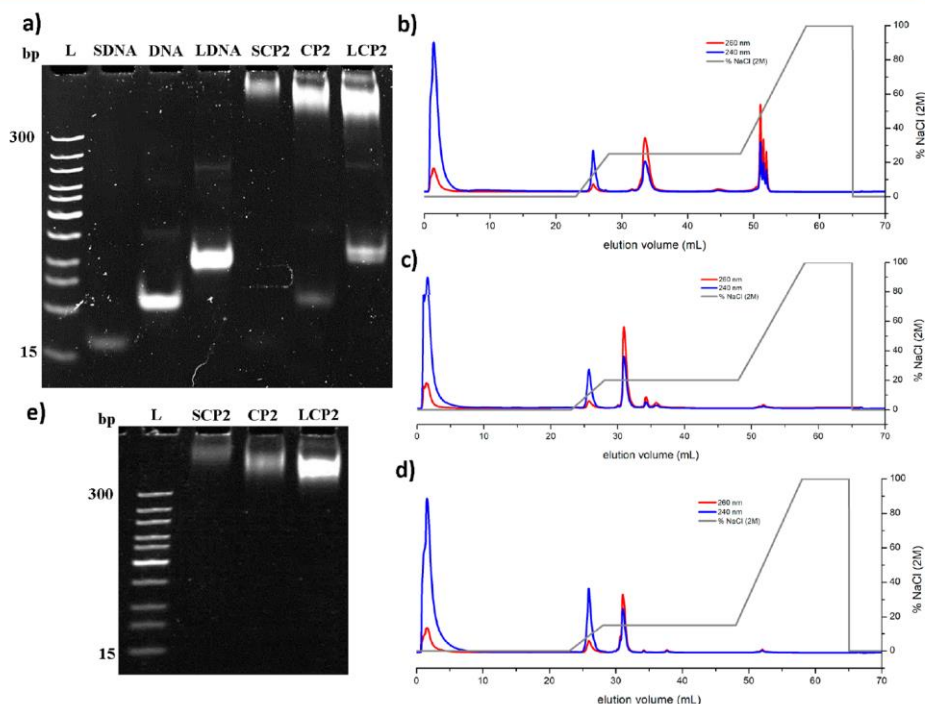 a)
bp L SDNA DNA LDNA SCP2 CP2 LCP2
300
15
b)
260 nm
240 nm
% NaCl (2M)
100
80
60
40
20
0
% NaCl (2M)
0 10 20 30 40 50 60 70
elution volume (mL)
c)
260 nm
240 nm
% NaCl (2M)
100
80
60
40
20
0
% NaCl (2M)
0 10 20 30 40 50 60 70
elution volume (mL)
e)
bp L SCP2 CP2 LCP2
300
15
d)
260 nm
240 nm
% NaCl (2M)
100
80
60
40
20
0
% NaCl (2M)
0 10 20 30 40 50 60 70
elution volume (mL)